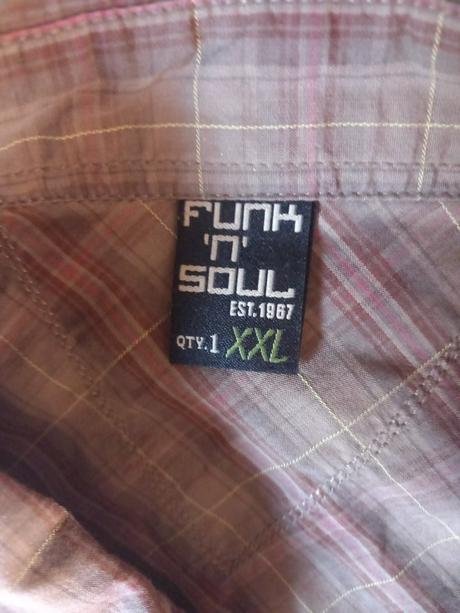 FUNK
'N'
SOUL
EST.1967
QTY.1 XXL